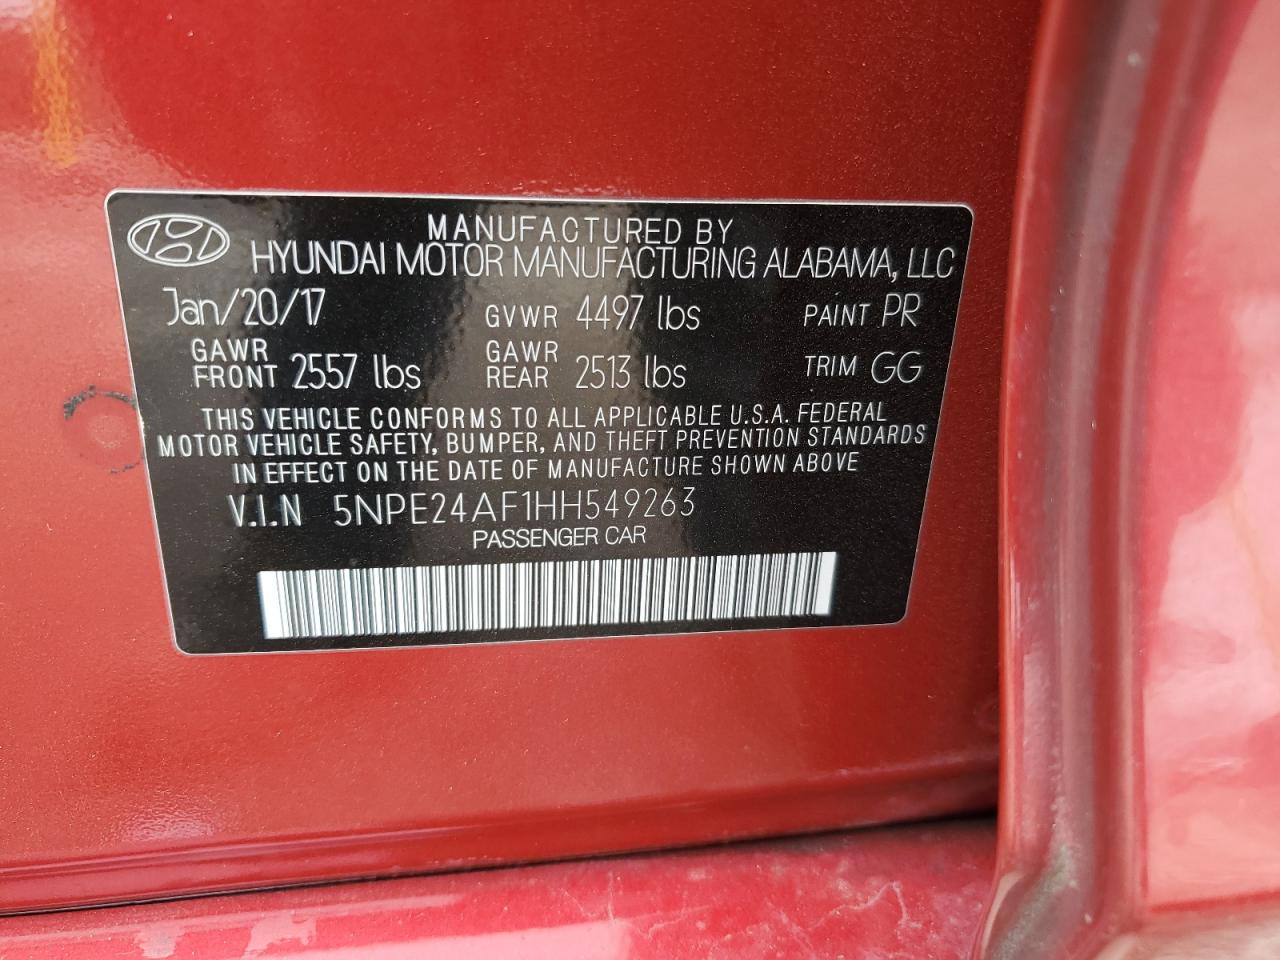 MANUFACTURED BY
HYUNDAI MOTOR MANUFACTURING ALABAMA, LLC
Jan/20/17 GVWR 4497 lbs PAINT PR
GAWR FRONT 2557 lbs GAWR REAR 2513 lbs TRIM GG
THIS VEHICLE CONFORMS TO ALL APPLICABLE U.S.A. FEDERAL
MOTOR VEHICLE SAFETY, BUMPER, AND THEFT PREVENTION STANDARDS
IN EFFECT ON THE DATE OF MANUFACTURE SHOWN ABOVE
V.I.N 5NPE24AF1HH549263
PASSENGER CAR